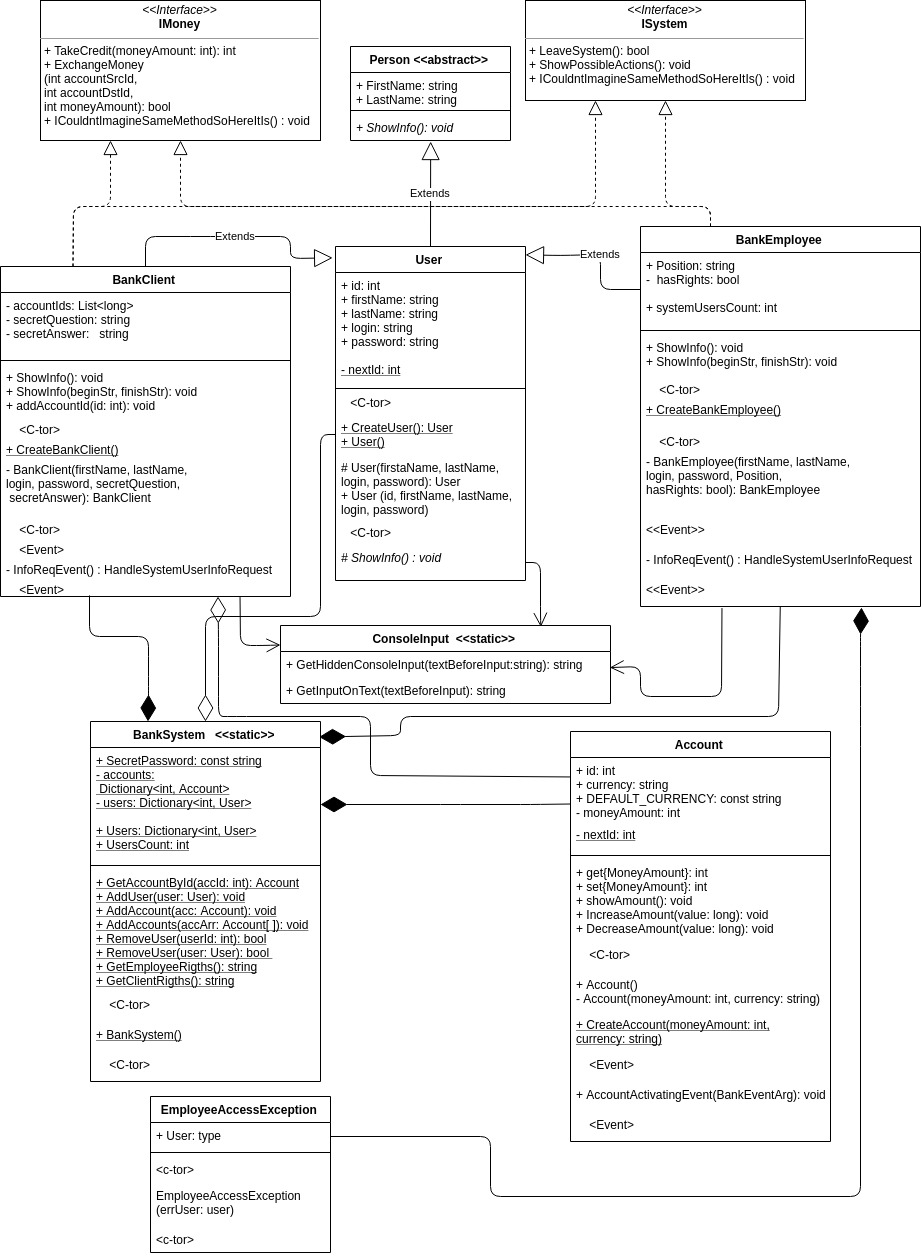 <<Interface>>
IMoney
+ TakeCredit(moneyAmount: int): int
+ ExchangeMoney
(int accountSrcId,
int accountDstId,
int moneyAmount): bool
+ ICouldntImagineSameMethodSoHereItIs() : void
Person <<abstract>>
+ FirstName: string
+ LastName: string
+ ShowInfo(): void
<<Interface>>
ISystem
+ LeaveSystem(): bool
+ ShowPossibleActions(): void
+ ICouldntImagineSameMethodSoHereItIs() : void
Extends
Extends
Extends
BankClient
- accountIds: List<long>
- secretQuestion: string
- secretAnswer:   string
+ ShowInfo(): void
+ ShowInfo(beginStr, finishStr): void
+ addAccountId(id: int): void
<C-tor>
+ CreateBankClient()
- BankClient(firstName, lastName,
login, password, secretQuestion,
secretAnswer): BankClient
<C-tor>
<Event>
- InfoReqEvent() : HandleSystemUserInfoRequest
<Event>
User
+ id: int
+ firstName: string
+ lastName: string
+ login: string
+ password: string
- nextId: int
<C-tor>
+ CreateUser(): User
+ User()
# User(firstaName, lastName,
login, password): User
+ User (id, firstName, lastName,
login, password)
<C-tor>
# ShowInfo() : void
BankEmployee
+ Position: string
-  hasRights: bool
+ systemUsersCount: int
+ ShowInfo(): void
+ ShowInfo(beginStr, finishStr): void
<C-tor>
+ CreateBankEmployee()
<C-tor>
- BankEmployee(firstName, lastName,
login, password, Position,
hasRights: bool): BankEmployee
<<Event>>
- InfoReqEvent() : HandleSystemUserInfoRequest
<<Event>>
ConsoleInput  <<static>>
+ GetHiddenConsoleInput(textBeforeInput:string): string
+ GetInputOnText(textBeforeInput): string
BankSystem   <<static>>
+ SecretPassword: const string
- accounts:
Dictionary<int, Account>
- users: Dictionary<int, User>
+ Users: Dictionary<int, User>
+ UsersCount: int
+ GetAccountById(accId: int): Account
+ AddUser(user: User): void
+ AddAccount(acc: Account): void
+ AddAccounts(accArr: Account[ ]): void
+ RemoveUser(userId: int): bool
+ RemoveUser(user: User): bool
+ GetEmployeeRigths(): string
+ GetClientRigths(): string
<C-tor>
+ BankSystem()
<C-tor>
Account
+ id: int
+ currency: string
+ DEFAULT_CURRENCY: const string
- moneyAmount: int
- nextId: int
+ get{MoneyAmount}: int
+ set{MoneyAmount}: int
+ showAmount(): void
+ IncreaseAmount(value: long): void
+ DecreaseAmount(value: long): void
<C-tor>
+ Account()
- Account(moneyAmount: int, currency: string)
+ CreateAccount(moneyAmount: int,
currency: string)
<Event>
+ AccountActivatingEvent(BankEventArg): void
<Event>
EmployeeAccessException
+ User: type
<c-tor>
EmployeeAccessException
(errUser: user)
<c-tor>